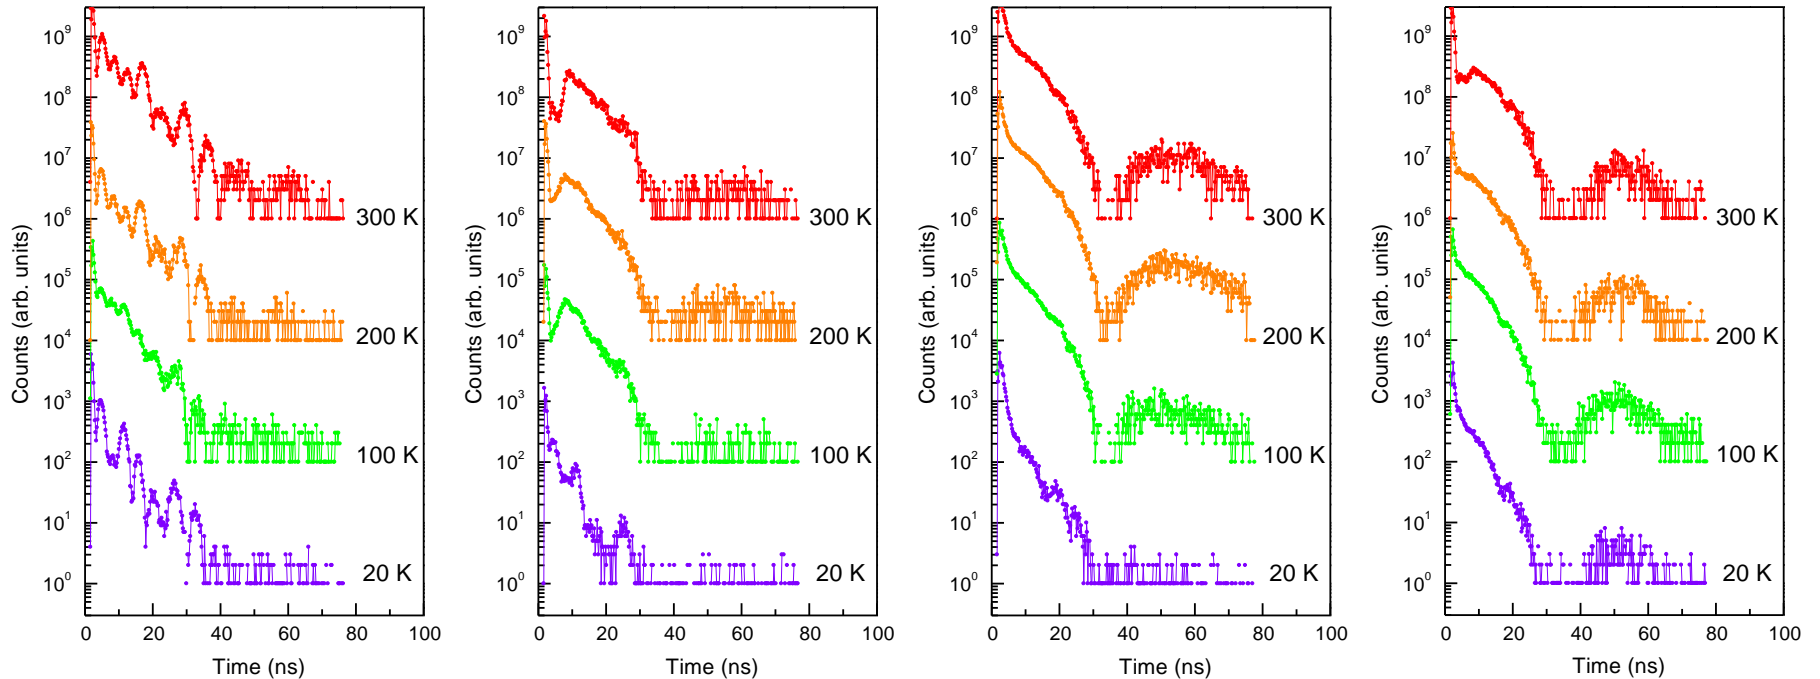 Counts (arb. units)
10⁹
10⁸
10⁷
10⁶
10⁵
10⁴
10³
10²
10¹
10⁰
300 K
200 K
100 K
20 K
0 20 40 60 80 100
Time (ns)
Counts (arb. units)
10⁹
10⁸
10⁷
10⁶
10⁵
10⁴
10³
10²
10¹
10⁰
300 K
200 K
100 K
20 K
0 20 40 60 80 100
Time (ns)
Counts (arb. units)
10⁹
10⁸
10⁷
10⁶
10⁵
10⁴
10³
10²
10¹
10⁰
300 K
200 K
100 K
20 K
0 20 40 60 80 100
Time (ns)
Counts (arb. units)
10⁹
10⁸
10⁷
10⁶
10⁵
10⁴
10³
10²
10¹
10⁰
300 K
200 K
100 K
20 K
0 20 40 60 80 100
Time (ns)